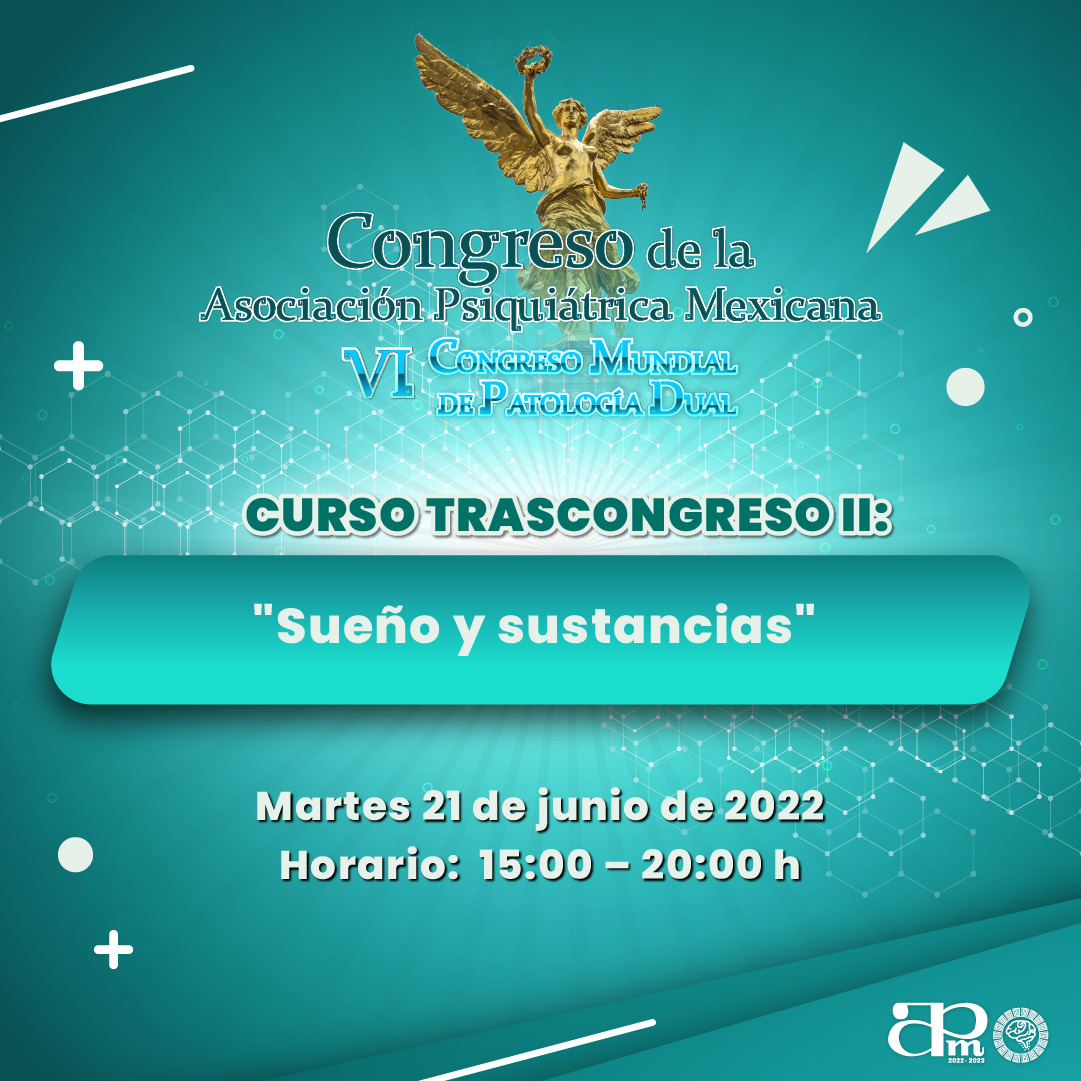 Congreso de la
Asociación Psiquiátrica Mexicana
VI Congreso Mundial
de Patología Dual
CURSO TRASCONGRESO II:
"Sueño y sustancias"
Martes 21 de junio de 2022
Horario: 15:00 – 20:00 h
apm
2022-2023